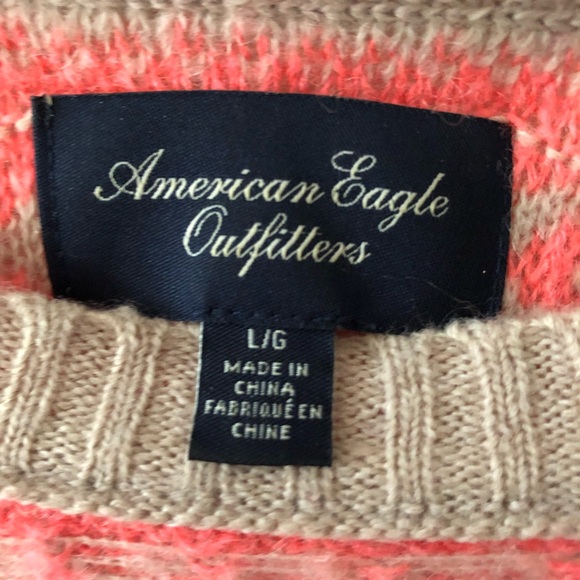 American Eagle
Outfitters
L/G
MADE IN
CHINA
FABRIQUÉ EN
CHINE